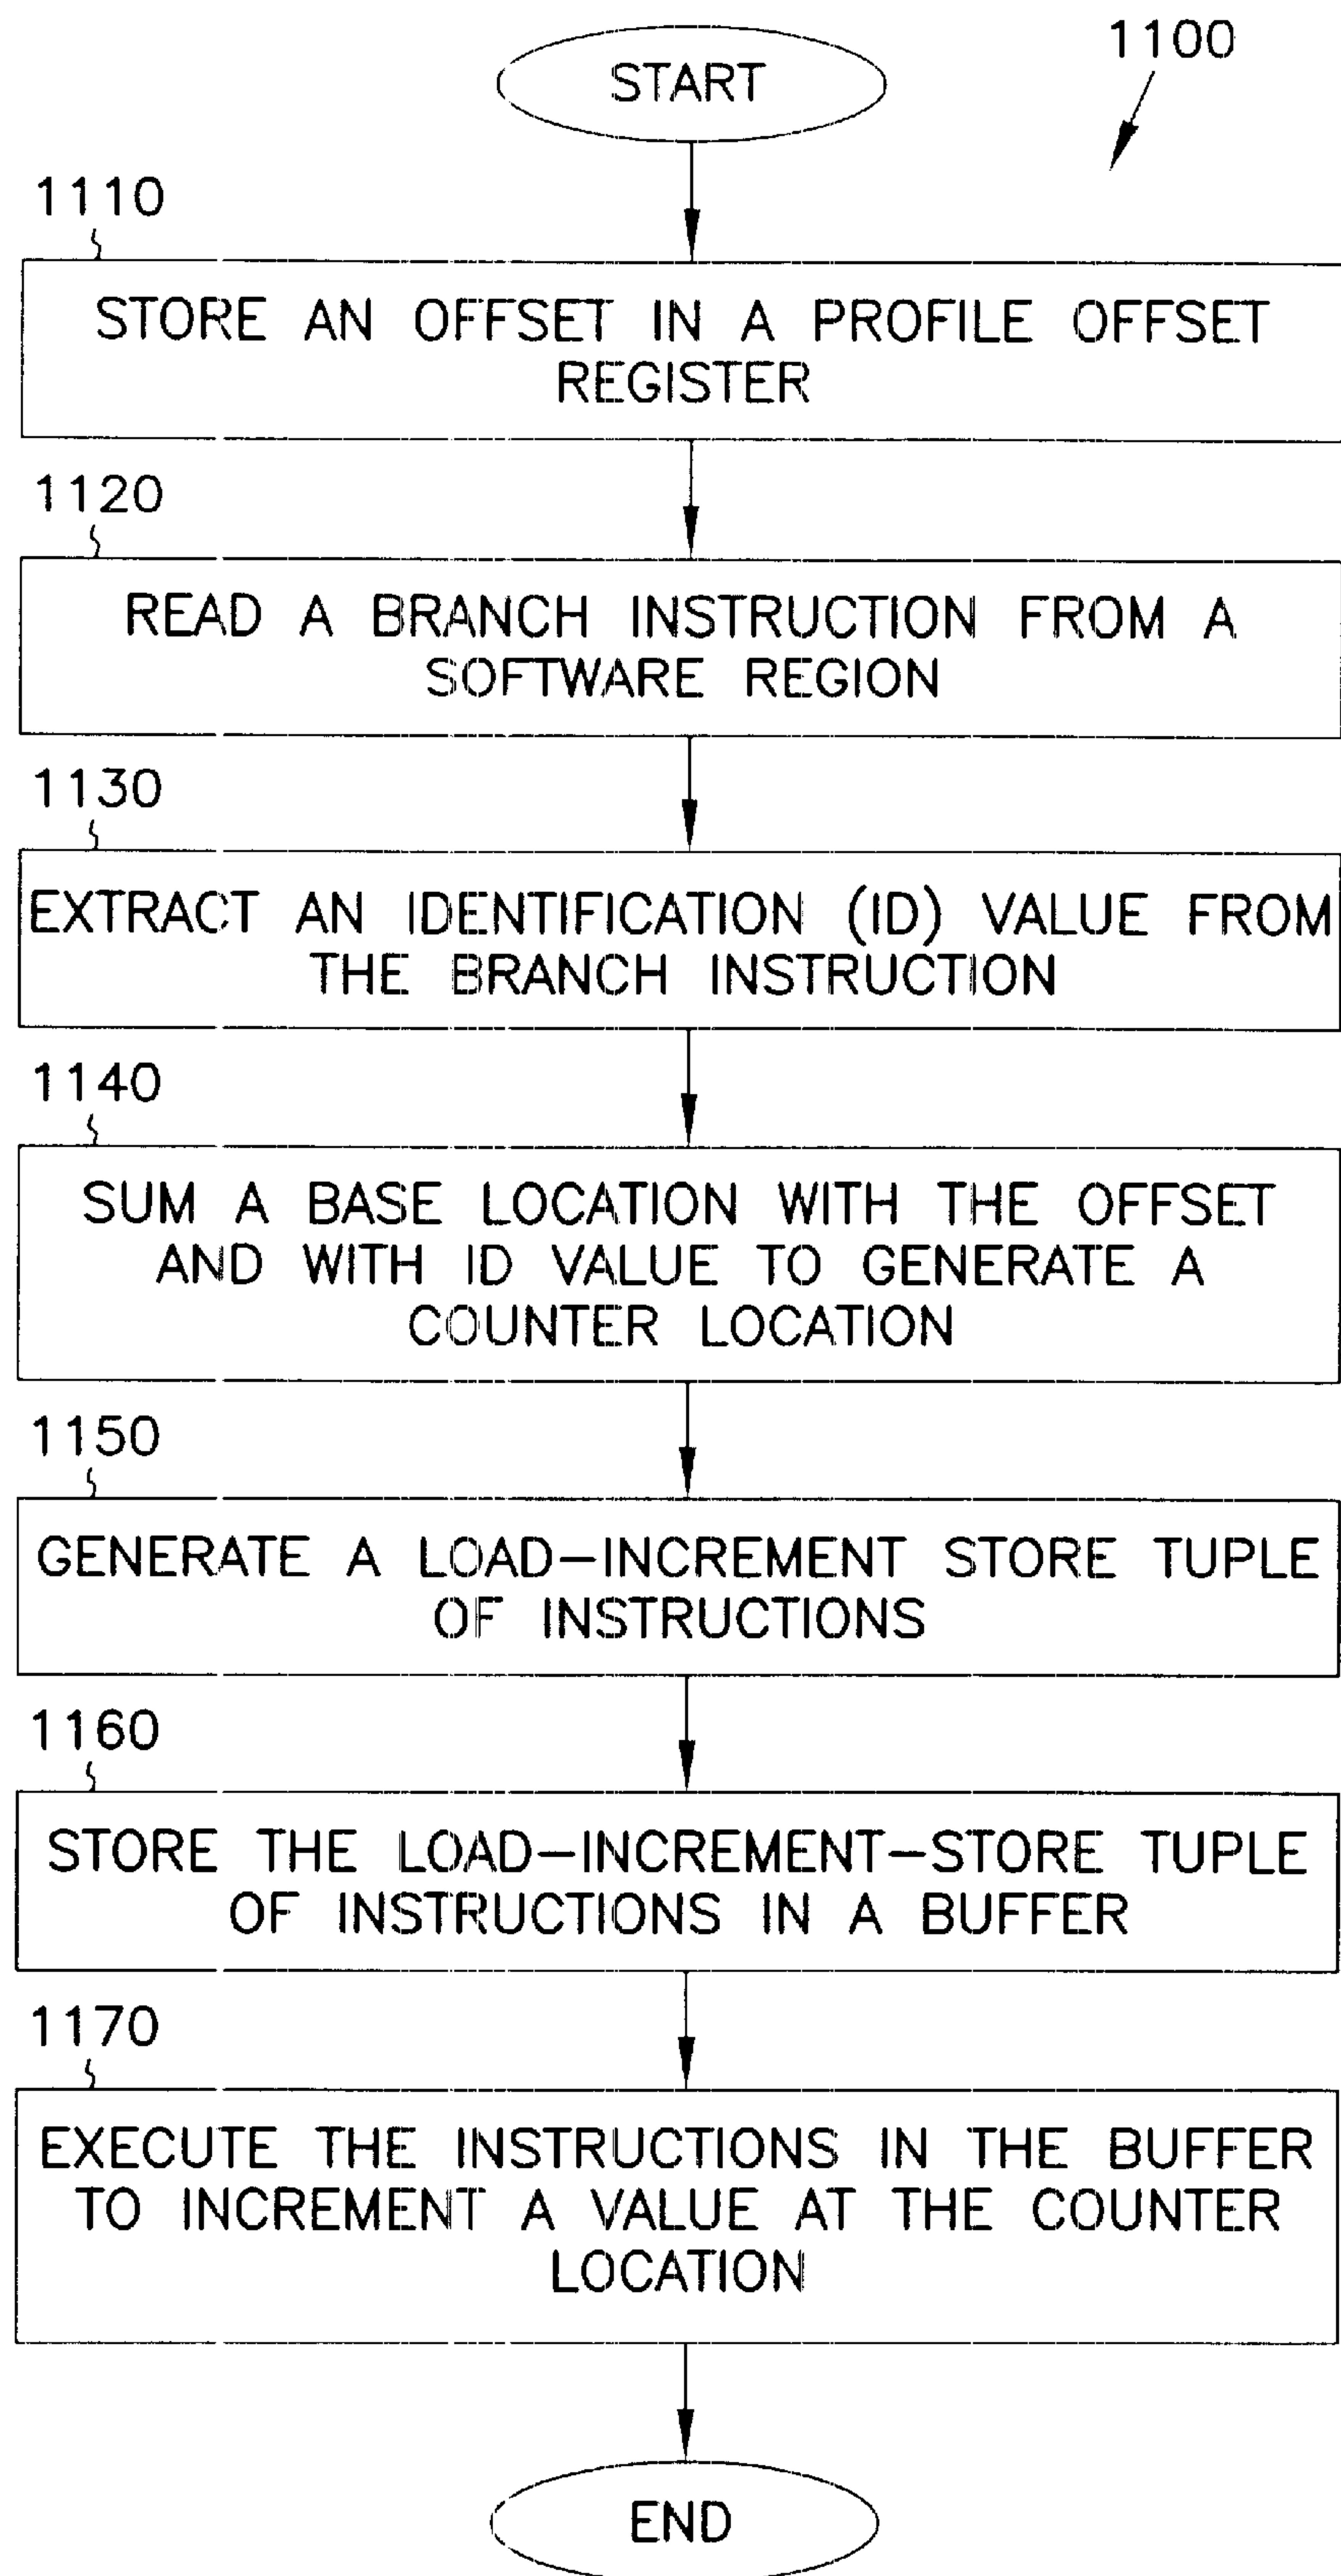 START
1100
1110
STORE AN OFFSET IN A PROFILE OFFSET
REGISTER
1120
READ A BRANCH INSTRUCTION FROM A
SOFTWARE REGION
1130
EXTRACT AN IDENTIFICATION (ID) VALUE FROM
THE BRANCH INSTRUCTION
1140
SUM A BASE LOCATION WITH THE OFFSET
AND WITH ID VALUE TO GENERATE A
COUNTER LOCATION
1150
GENERATE A LOAD-INCREMENT STORE TUPLE
OF INSTRUCTIONS
1160
STORE THE LOAD-INCREMENT-STORE TUPLE
OF INSTRUCTIONS IN A BUFFER
1170
EXECUTE THE INSTRUCTIONS IN THE BUFFER
TO INCREMENT A VALUE AT THE COUNTER
LOCATION
END